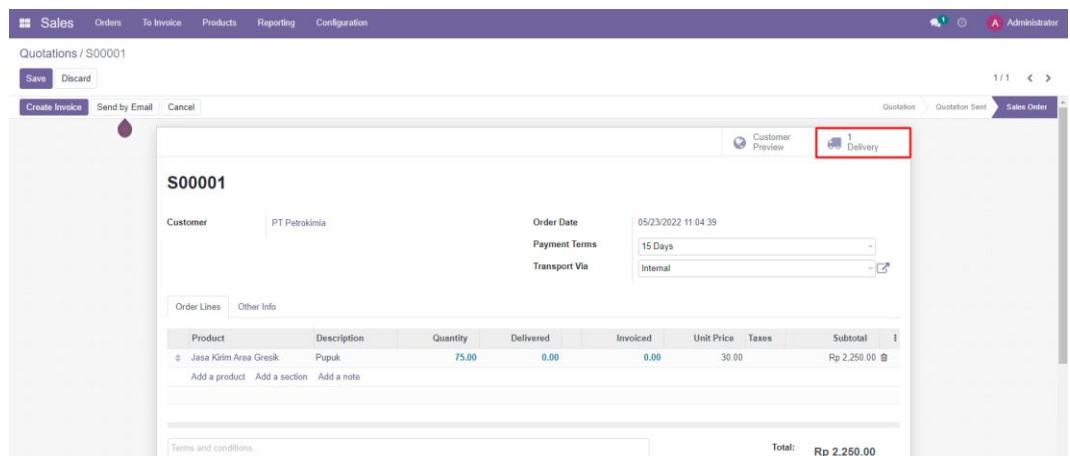 Sales Orders To Invoice Products Reporting Configuration 1 A Administrator
Quotations / S00001
Save Discard 1 / 1
Create Invoice Send by Email Cancel Quotation Quotation Sent Sales Order
Customer Preview 1 Delivery
S00001
Customer PT Petrokimia Order Date 05/23/2022 11:04:39
Payment Terms 15 Days
Transport Via Internal
Order Lines Other Info
Product Description Quantity Delivered Invoiced Unit Price Taxes Subtotal
Jasa Kirim Area Gresik Pupuk 75.00 0.00 0.00 30.00 Rp 2,250.00
Add a product Add a section Add a note
Terms and conditions... Total: Rp 2,250.00